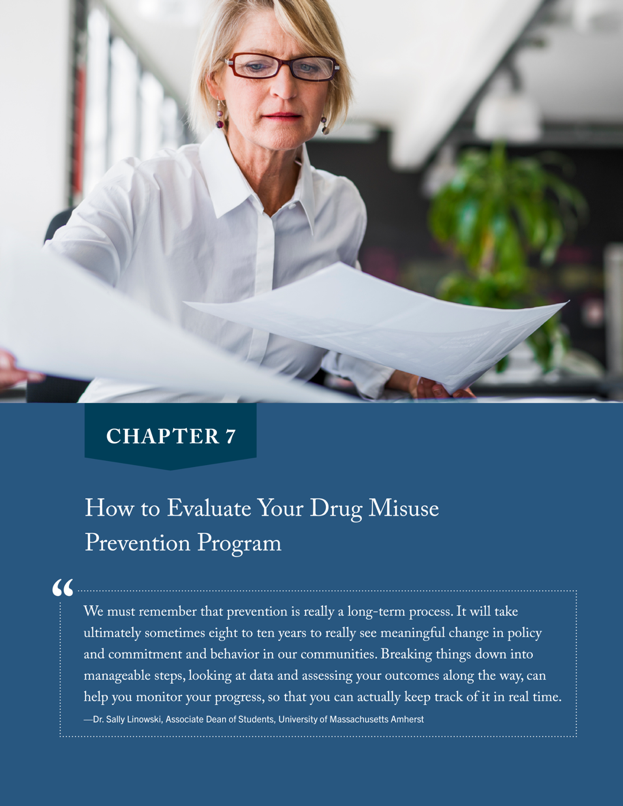 CHAPTER 7
How to Evaluate Your Drug Misuse
Prevention Program
“
We must remember that prevention is really a long-term process. It will take
ultimately sometimes eight to ten years to really see meaningful change in policy
and commitment and behavior in our communities. Breaking things down into
manageable steps, looking at data and assessing your outcomes along the way, can
help you monitor your progress, so that you can actually keep track of it in real time.
—Dr. Sally Linowski, Associate Dean of Students, University of Massachusetts Amherst